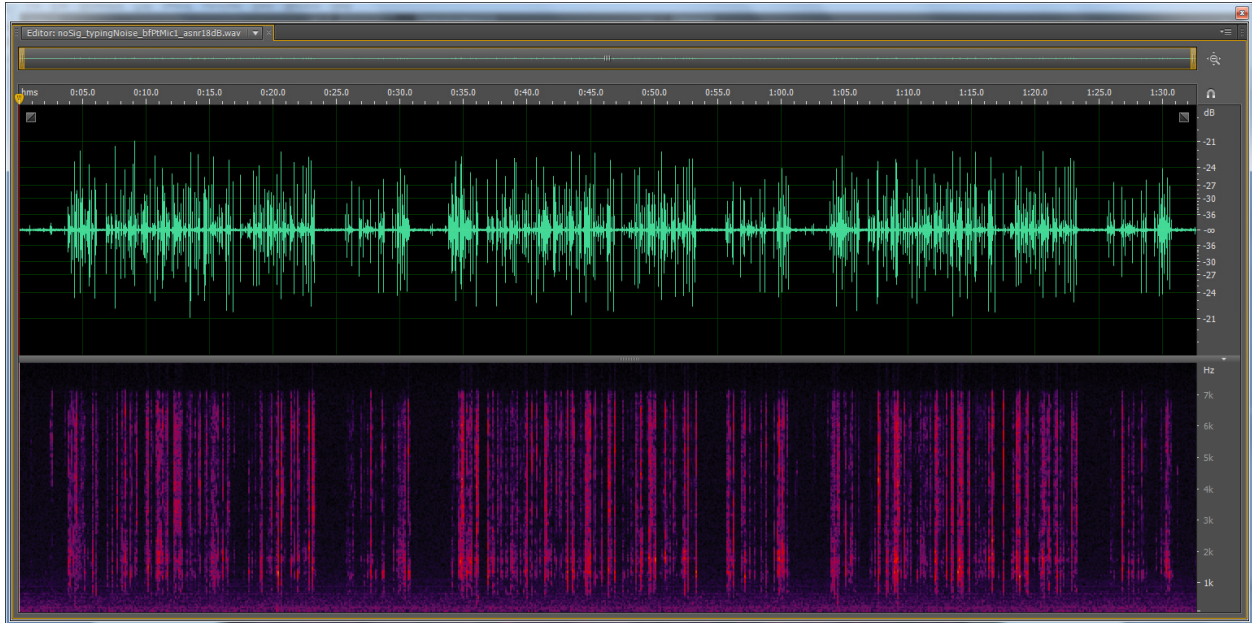 Editor: noSig_typingNoise_bfPtMic1_asnr18dB.wav
hms 0:05.0 0:10.0 0:15.0 0:20.0 0:25.0 0:30.0 0:35.0 0:40.0 0:45.0 0:50.0 0:55.0 1:00.0 1:05.0 1:10.0 1:15.0 1:20.0 1:25.0 1:30.0
dB
-21
-24
-27
-30
-36
-∞
-36
-30
-27
-24
-21
Hz
7k
6k
5k
4k
3k
2k
1k